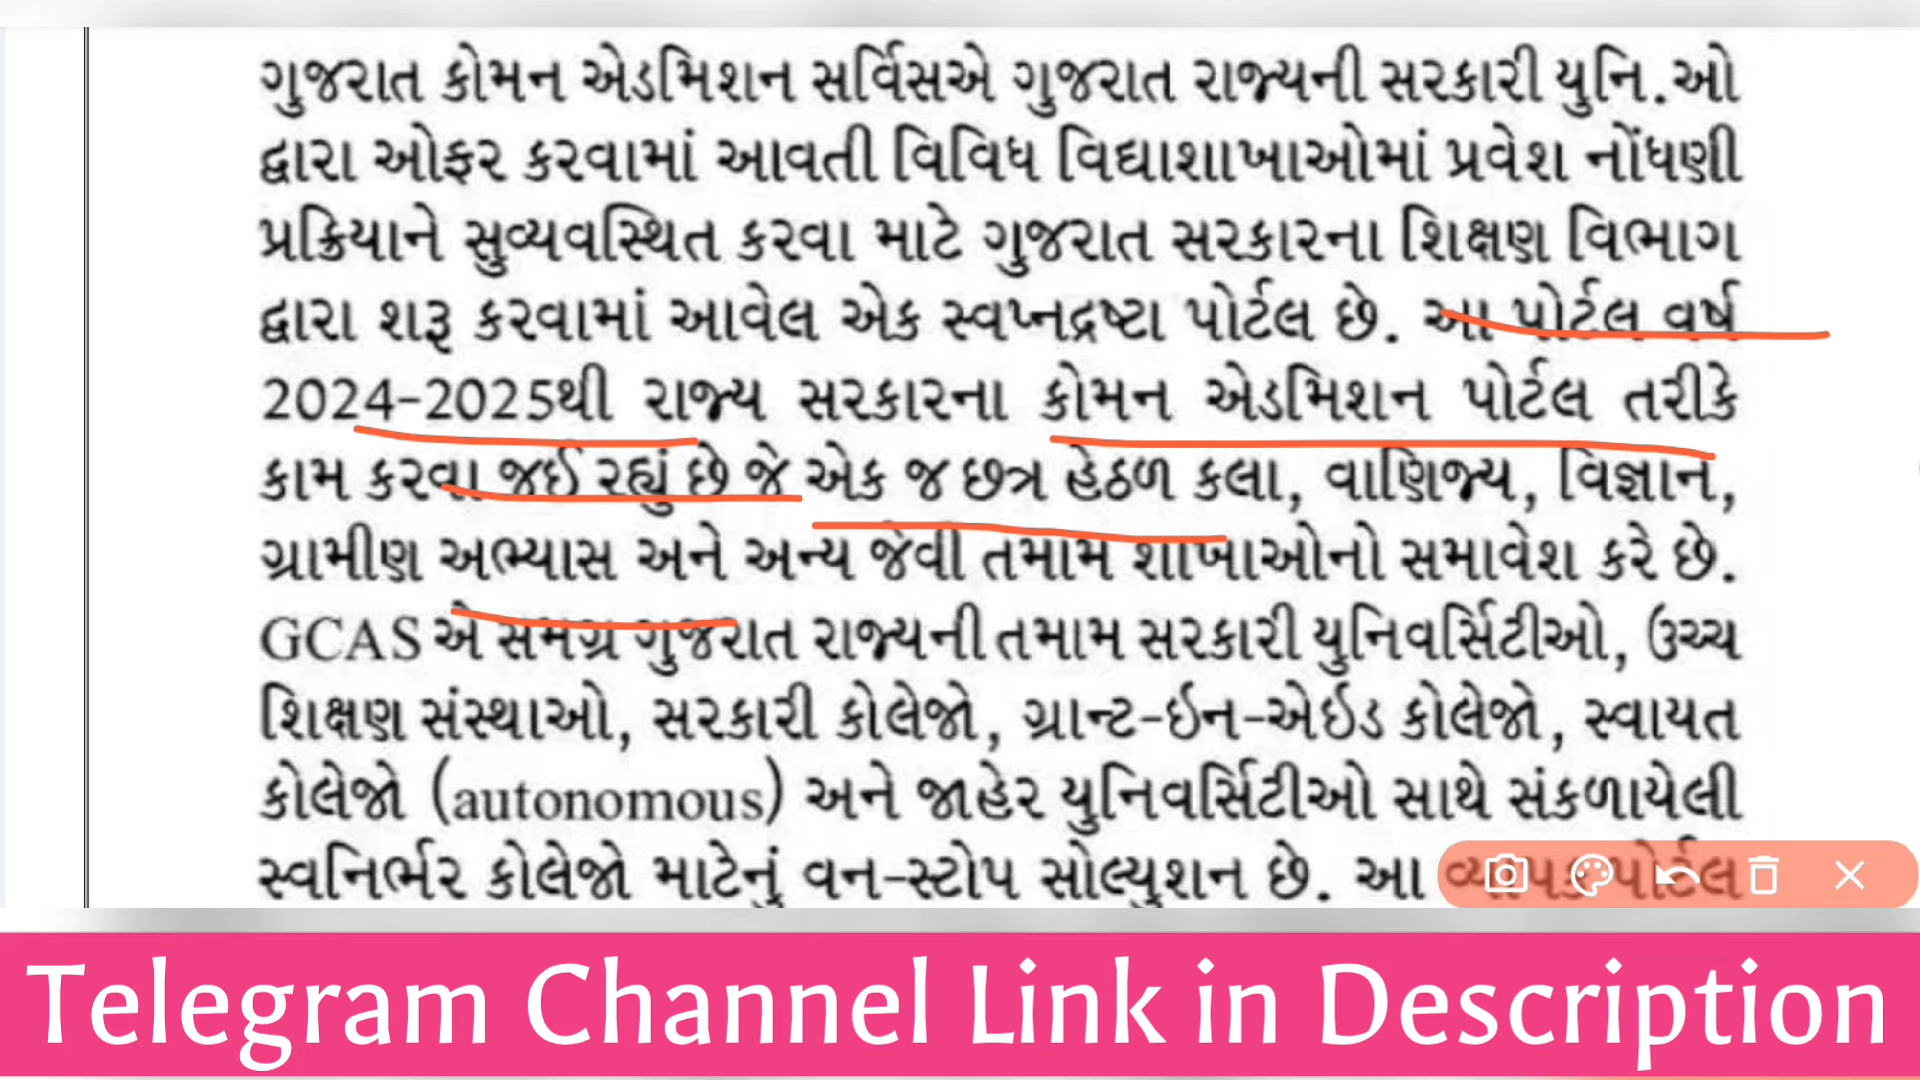 ગુજરાત કોમન એડમિશન સર્વિસએ ગુજરાત રાજ્યની સરકારી યુનિ.ઓ
દ્વારા ઓફર કરવામાં આવતી વિવિધ વિદ્યાશાખાઓમાં પ્રવેશ નોંધણી
પ્રક્રિયાને સુવ્યવસ્થિત કરવા માટે ગુજરાત સરકારના શિક્ષણ વિભાગ
દ્વારા શરૂ કરવામાં આવેલ એક સ્વપ્નદ્રષ્ટા પોર્ટલ છે. આ પોર્ટલ વર્ષ
2024-2025થી રાજ્ય સરકારના કોમન એડમિશન પોર્ટલ તરીકે
કામ કરવા જઈ રહ્યું છે જે એક જ છત્ર હેઠળ કલા, વાણિજ્ય, વિજ્ઞાન,
ગ્રામીણ અભ્યાસ અને અન્ય જેવી તમામ શાખાઓનો સમાવેશ કરે છે.
GCAS એ સમગ્ર ગુજરાત રાજ્યની તમામ સરકારી યુનિવર્સિટીઓ, ઉચ્ચ
શિક્ષણ સંસ્થાઓ, સરકારી કોલેજો, ગ્રાન્ટ-ઇન-એઇડ કોલેજો, સ્વાયત
કોલેજો (autonomous) અને જાહેર યુનિવર્સિટીઓ સાથે સંકળાયેલી
સ્વનિર્ભર કોલેજો માટેનું વન-સ્ટોપ સોલ્યુશન છે. આ વ્યાપક પોર્ટલ
Telegram Channel Link in Description